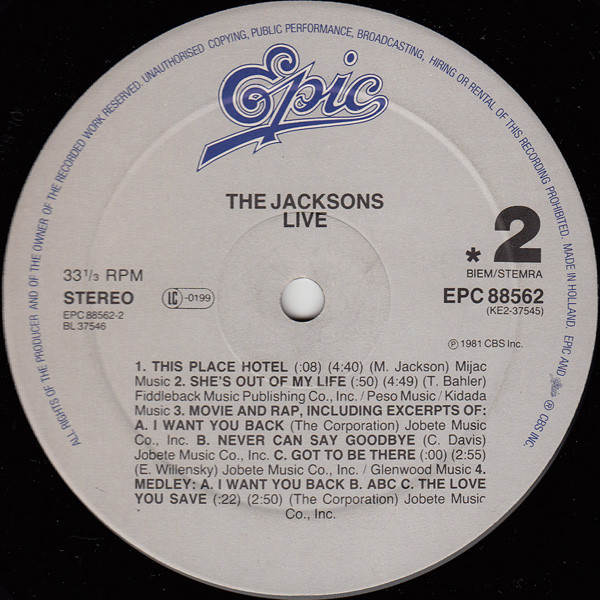 ALL RIGHTS OF THE PRODUCER AND OF THE OWNER OF THE RECORDED WORK RESERVED. UNAUTHORISED COPYING, PUBLIC PERFORMANCE, BROADCASTING, HIRING OR RENTAL OF THIS RECORDING PROHIBITED. MADE IN HOLLAND. EPIC AND Epic ® CBS INC.
Epic
THE JACKSONS
LIVE
* 2
BIEM/STEMRA
33 1/3 RPM
STEREO
LC -0199
EPC 88562
EPC 88562-2
(KE2-37545)
BL 37546
℗ 1981 CBS Inc.
1. THIS PLACE HOTEL (:08) (4:40) (M. Jackson) Mijac
Music 2. SHE'S OUT OF MY LIFE (:50) (4:49) (T. Bahler)
Fiddleback Music Publishing Co., Inc. / Peso Music / Kidada
Music 3. MOVIE AND RAP, INCLUDING EXCERPTS OF:
A. I WANT YOU BACK (The Corporation) Jobete Music
Co., Inc. B. NEVER CAN SAY GOODBYE (C. Davis)
Jobete Music Co., Inc. C. GOT TO BE THERE (:00) (2:55)
(E. Willensky) Jobete Music Co., Inc. / Glenwood Music 4.
MEDLEY: A. I WANT YOU BACK B. ABC C. THE LOVE
YOU SAVE (:22) (2:50) (The Corporation) Jobete Music
Co., Inc.